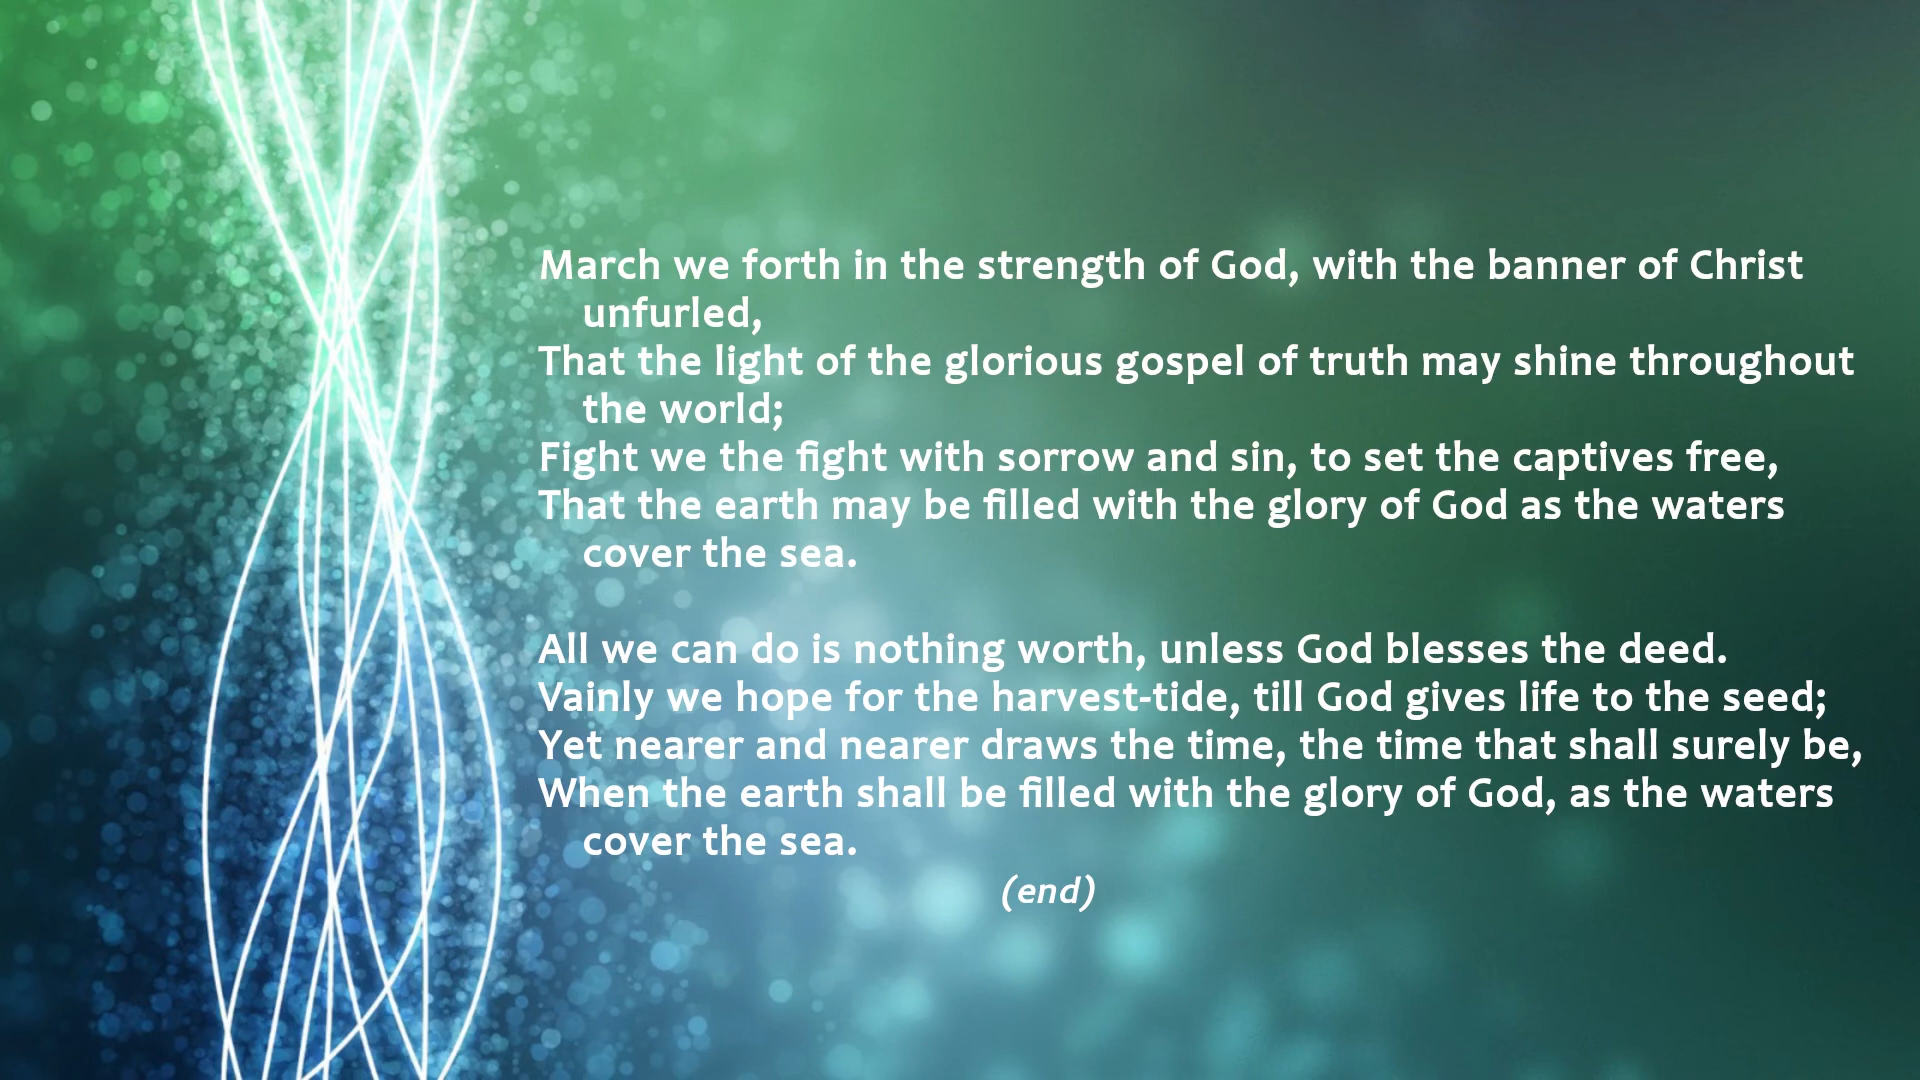 March we forth in the strength of God, with the banner of Christ
unfurled,
That the light of the glorious gospel of truth may shine throughout
the world;
Fight we the fight with sorrow and sin, to set the captives free,
That the earth may be filled with the glory of God as the waters
cover the sea.

All we can do is nothing worth, unless God blesses the deed.
Vainly we hope for the harvest-tide, till God gives life to the seed;
Yet nearer and nearer draws the time, the time that shall surely be,
When the earth shall be filled with the glory of God, as the waters
cover the sea.
(end)